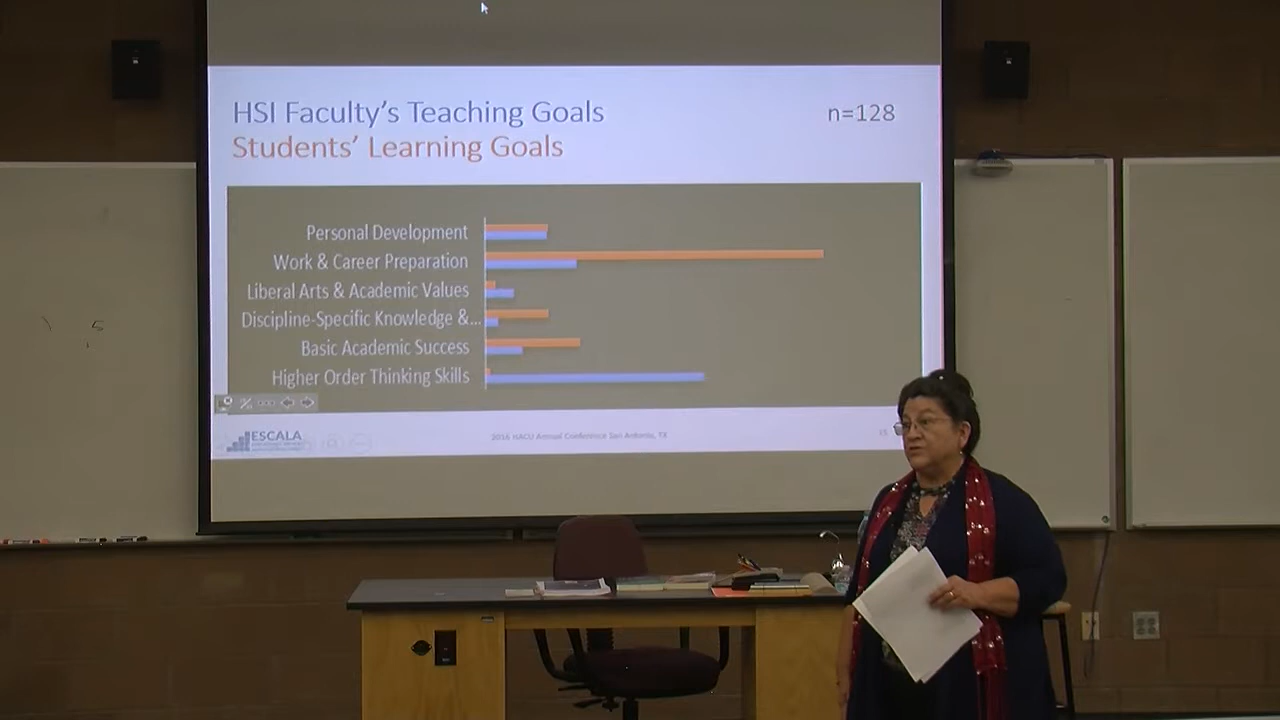 HSI Faculty's Teaching Goals
n=128
Students' Learning Goals
Personal Development
Work & Career Preparation
Liberal Arts & Academic Values
Discipline-Specific Knowledge &...
Basic Academic Success
Higher Order Thinking Skills
ESCALA
2016 HACU Annual Conference San Antonio, TX